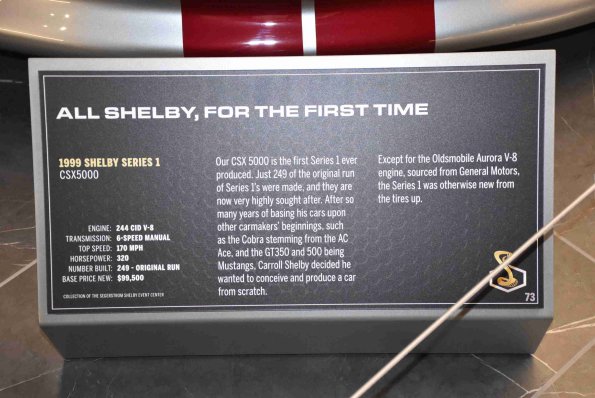 ALL SHELBY, FOR THE FIRST TIME
1999 SHELBY SERIES 1
CSX5000
ENGINE: 244 CID V-8
TRANSMISSION: 6-SPEED MANUAL
TOP SPEED: 170 MPH
HORSEPOWER: 320
NUMBER BUILT: 249 - ORIGINAL RUN
BASE PRICE NEW: $99,500
COLLECTION OF THE SEGERSTROM SHELBY EVENT CENTER
Our CSX 5000 is the first Series 1 ever
produced. Just 249 of the original run
of Series 1's were made, and they are
now very highly sought after. After so
many years of basing his cars upon
other carmakers' beginnings, such
as the Cobra stemming from the AC
Ace, and the GT350 and 500 being
Mustangs, Carroll Shelby decided he
wanted to conceive and produce a car
from scratch.
Except for the Oldsmobile Aurora V-8
engine, sourced from General Motors,
the Series 1 was otherwise new from
the tires up.
73